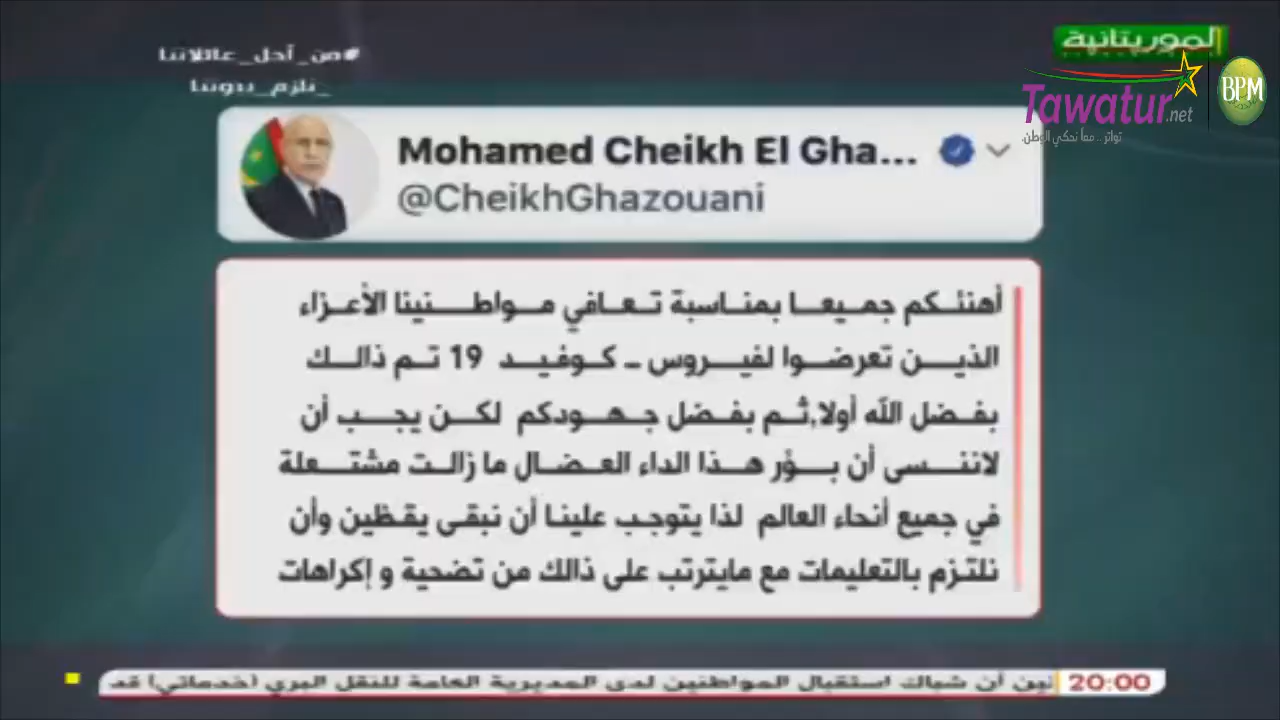 #من_أجل_عائلاتنا
_نلزم_بيوتنا
الموريتانية
Tawatur.net
تواتر .. معاً نحكي الوطن.
BPM
Mohamed Cheikh El Gha...
@CheikhGhazouani
أهنئكم جميعا بمناسبة تعافي مواطنينا الأعزاء
الذين تعرضوا لفيروس - كوفيد 19 تم ذالك
بفضل الله أولا,ثم بفضل جهودكم لكن يجب أن
لاننسى أن بؤر هذا الداء العضال ما زالت مشتعلة
في جميع أنحاء العالم لذا يتوجب علينا أن نبقى يقظين وأن
نلتزم بالتعليمات مع مايترتب على ذالك من تضحية و إكراهات
20:00 نين أن شباك استقبال المواطنين لدى المديرية العامة للنقل البري (خدماتي) قد